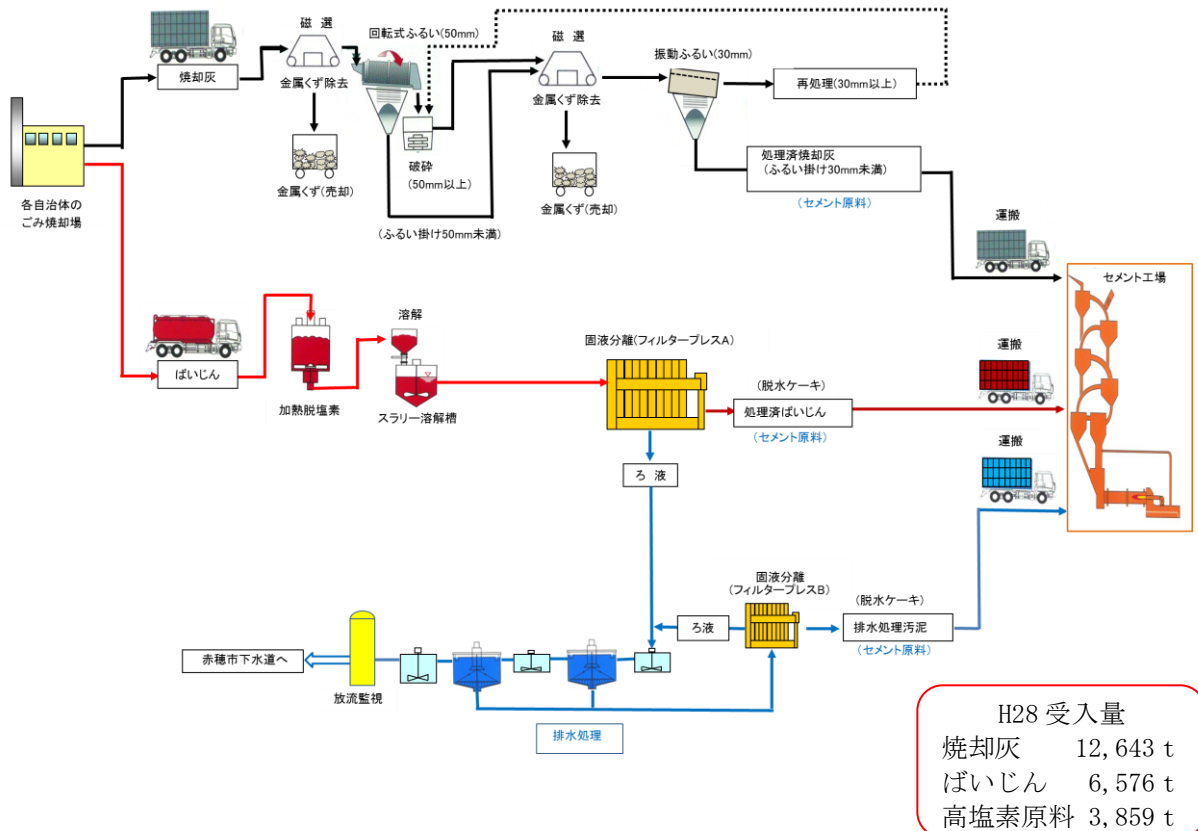 磁 選
回転式ふるい(50mm)
磁 選
振動ふるい(30mm)
焼却灰
金属くず除去
金属くず除去
再処理(30mm以上)
破砕
(50mm以上)
処理済焼却灰
(ふるい掛け30mm未満)
(セメント原料)
金属くず(売却)
金属くず(売却)
各自治体の
ごみ焼却場
(ふるい掛け50mm未満)
運搬
セメント工場
ばいじん
加熱脱塩素
溶解
スラリー溶解槽
固液分離(フィルタープレスA)
(脱水ケーキ)
処理済ばいじん
(セメント原料)
運搬
運搬
ろ 液
固液分離
(フィルタープレスB)
ろ液
(脱水ケーキ)
排水処理汚泥
(セメント原料)
赤穂市下水道へ
放流監視
排水処理
H28 受入量
焼却灰 12,643 t
ばいじん 6,576 t
高塩素原料 3,859 t